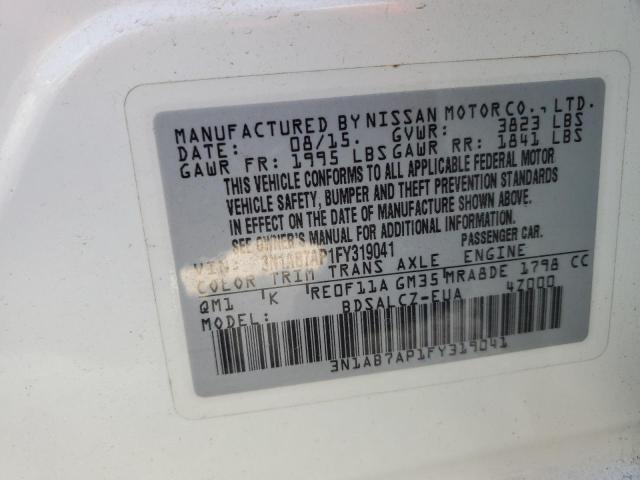 MANUFACTURED BY NISSAN MOTOR CO., LTD.
DATE: 08/15. GVWR: 3823 LBS
GAWR FR: 1995 LBS GAWR RR: 1841 LBS
THIS VEHICLE CONFORMS TO ALL APPLICABLE FEDERAL MOTOR
VEHICLE SAFETY, BUMPER AND THEFT PREVENTION STANDARDS
IN EFFECT ON THE DATE OF MANUFACTURE SHOWN ABOVE.
SEE OWNER'S MANUAL FOR ADDITIONAL INFORMATION.
VIN: 3N1AB7AP1FY319041 PASSENGER CAR.
COLOR TRIM TRANS AXLE ENGINE
QM1 K RE0F11A GM35 MRA8DE 1798 CC
MODEL: BDSALCZ-EUA 4Z000
3N1AB7AP1FY319041